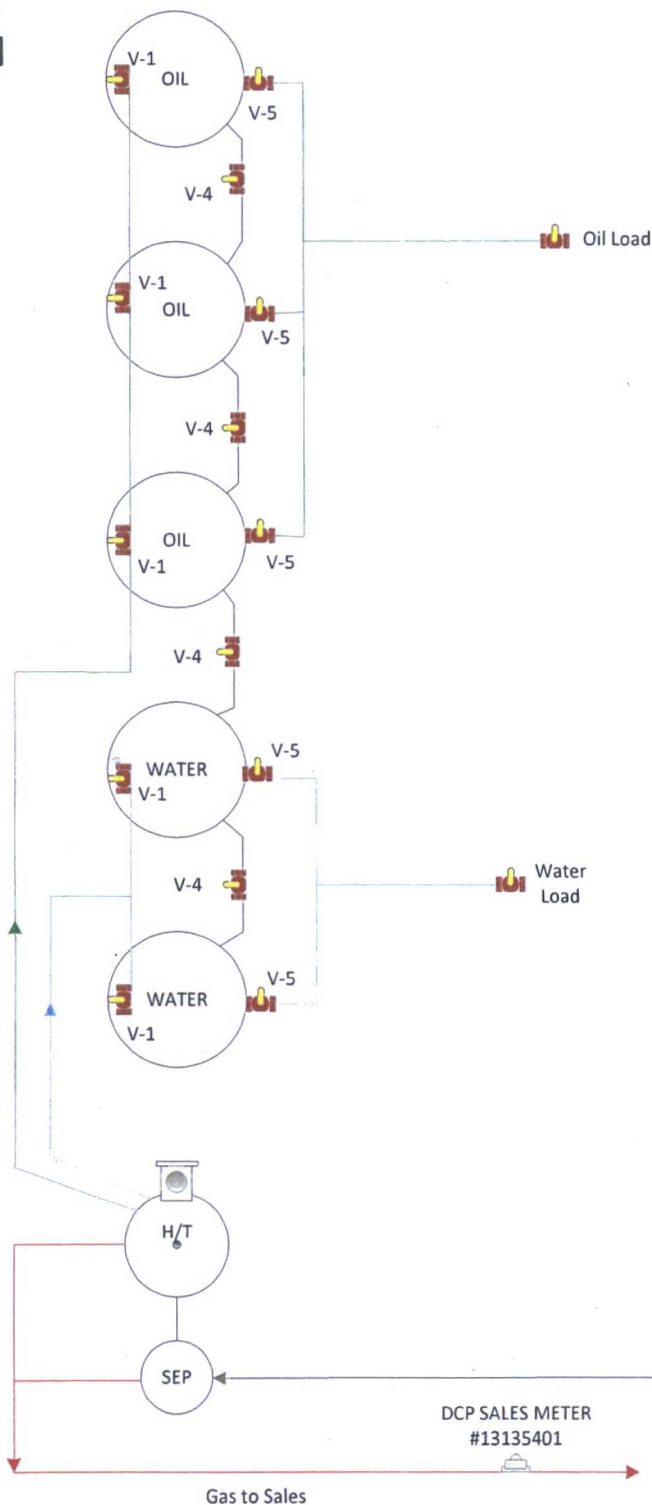 V-1
OIL
V-5
V-4
Oil Load
V-1
OIL
V-5
V-4
OIL
V-1
V-5
V-4
V-5
WATER
V-1
V-4
Water
Load
V-5
WATER
V-1
H/T
SEP
DCP SALES METER
#13135401
Gas to Sales